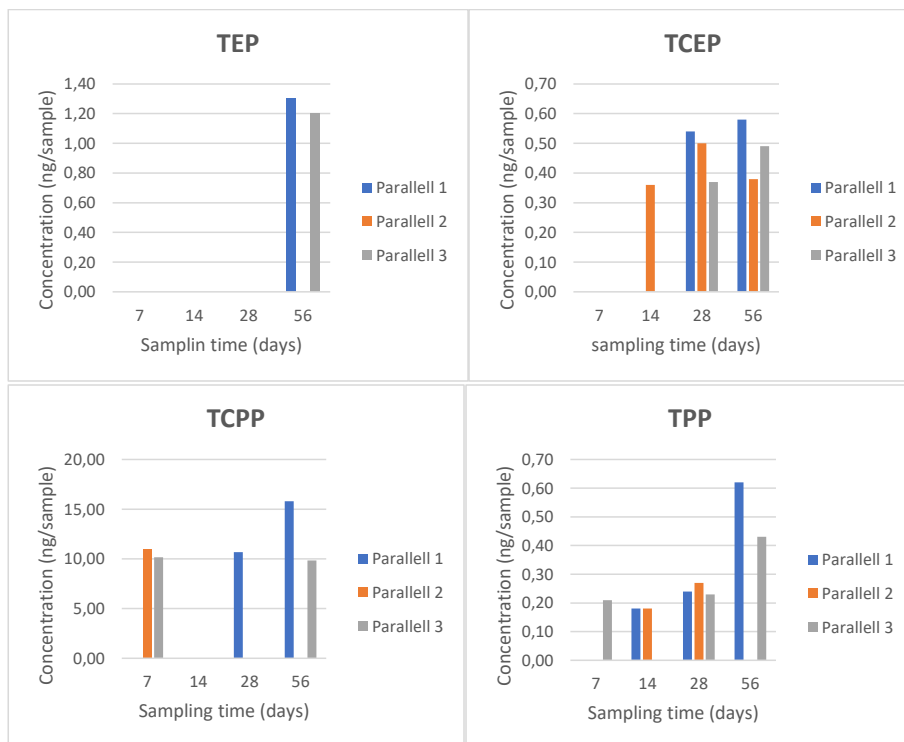 TEP
Concentration (ng/sample)
1,40
1,20
1,00
0,80
0,60
0,40
0,20
0,00
7 14 28 56
Samplin time (days)
Parallell 1
Parallell 2
Parallell 3
TCEP
Concentration (ng/sample)
0,70
0,60
0,50
0,40
0,30
0,20
0,10
0,00
7 14 28 56
sampling time (days)
Parallell 1
Parallell 2
Parallell 3
TCPP
Concentration (ng/sample)
20,00
15,00
10,00
5,00
0,00
7 14 28 56
Sampling time (days)
Parallell 1
Parallell 2
Parallell 3
TPP
Concentration (ng/sample)
0,70
0,60
0,50
0,40
0,30
0,20
0,10
0,00
7 14 28 56
Sampling time (days)
Parallell 1
Parallell 2
Parallell 3